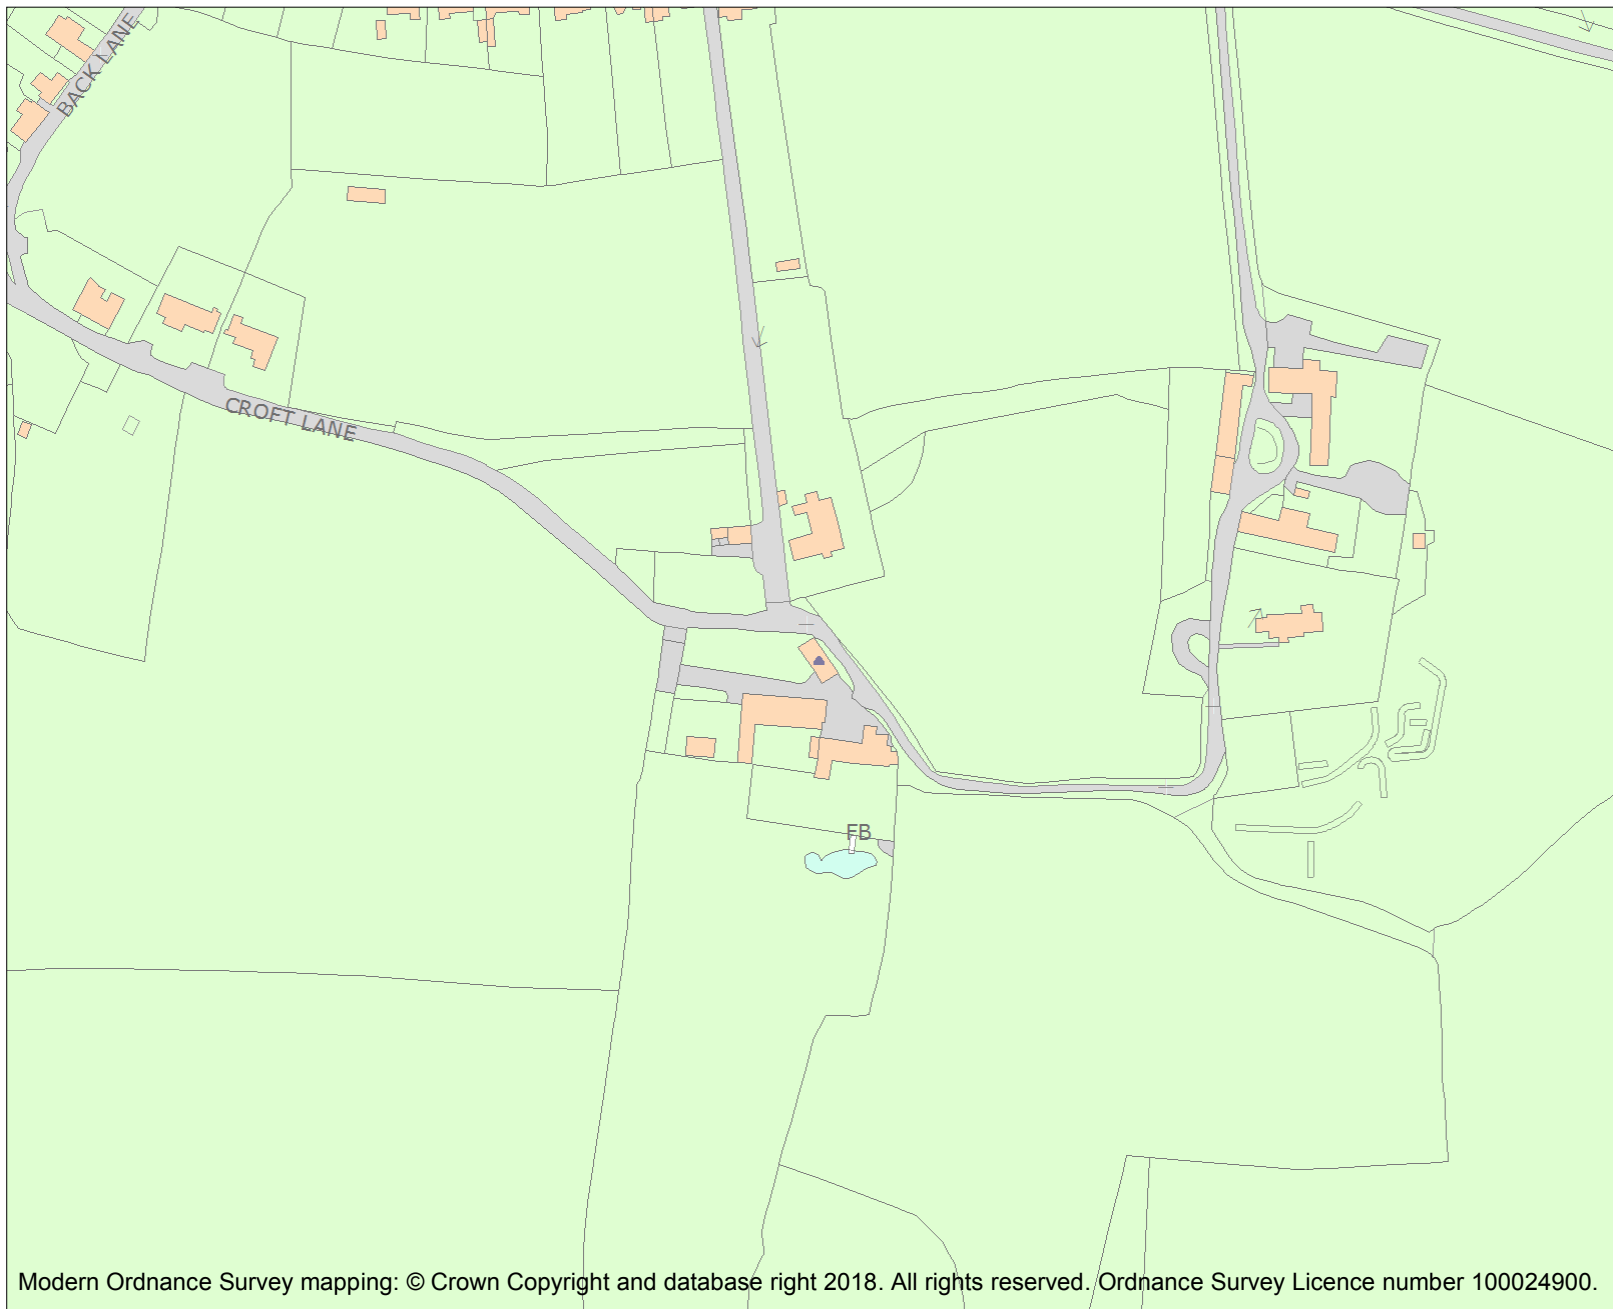 BACK LANE
CROFT LANE
FB
Modern Ordnance Survey mapping: © Crown Copyright and database right 2018. All rights reserved. Ordnance Survey Licence number 100024900.